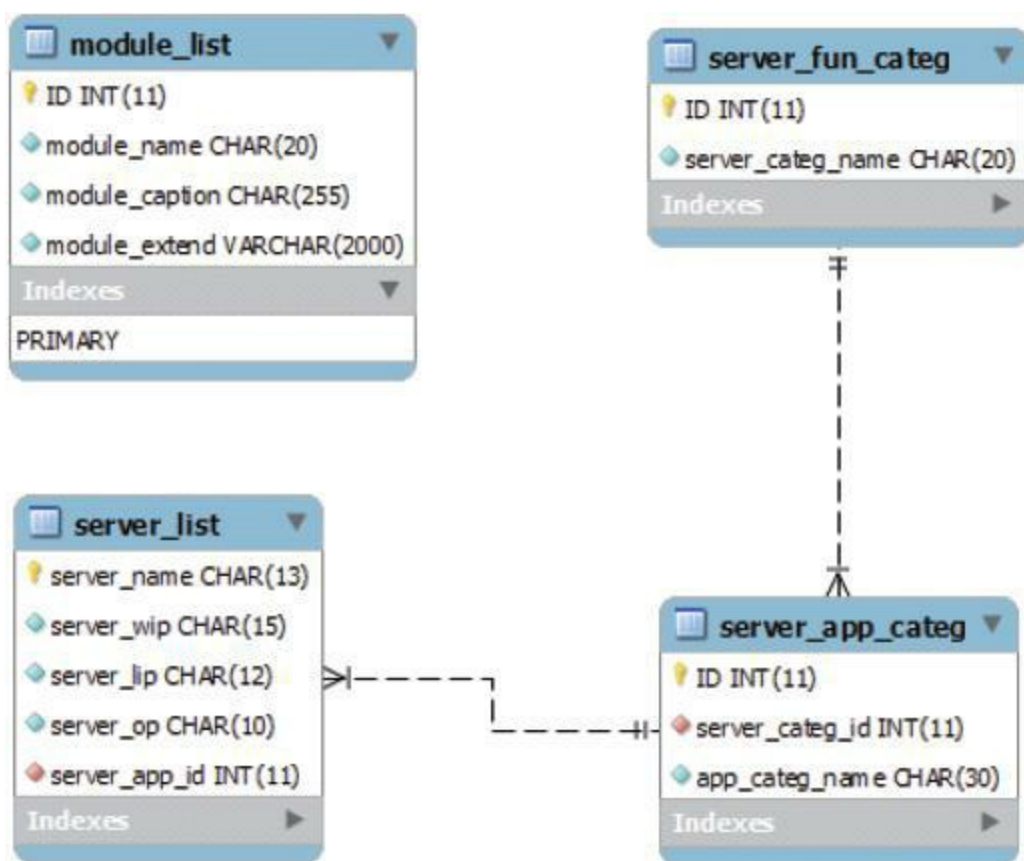 module_list
ID INT(11)
module_name CHAR(20)
module_caption CHAR(255)
module_extend VARCHAR(2000)
Indexes
PRIMARY
server_fun_categ
ID INT(11)
server_categ_name CHAR(20)
Indexes
server_list
server_name CHAR(13)
server_wip CHAR(15)
server_lip CHAR(12)
server_op CHAR(10)
server_app_id INT(11)
Indexes
server_app_categ
ID INT(11)
server_categ_id INT(11)
app_categ_name CHAR(30)
Indexes